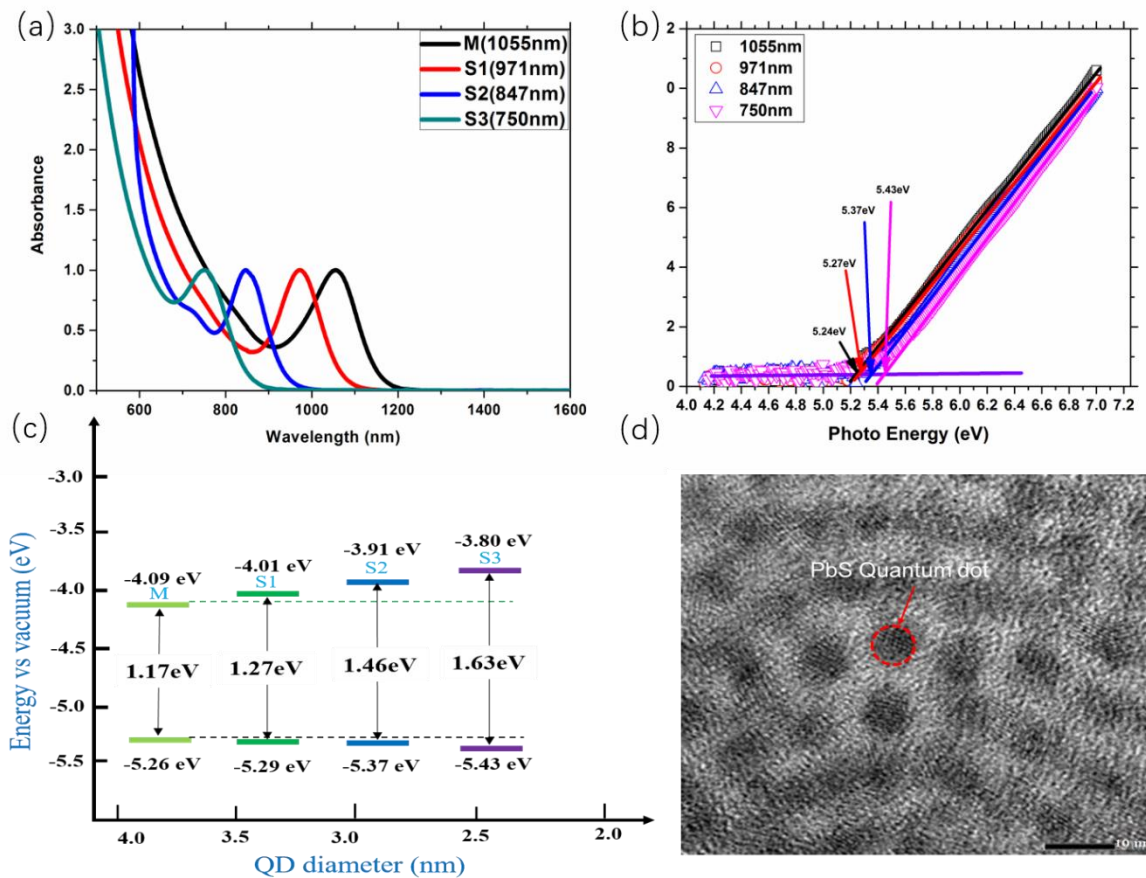 (a)
3.0
2.5
2.0
1.5
1.0
0.5
0.0
Absorbance
M(1055nm)
S1(971nm)
S2(847nm)
S3(750nm)
600 800 1000 1200 1400 1600
Wavelength (nm)
(b)
2
0
8
6
4
2
0
1055nm
971nm
847nm
750nm
5.43eV
5.37eV
5.27eV
5.24eV
4.0 4.2 4.4 4.6 4.8 5.0 5.2 5.4 5.6 5.8 6.0 6.2 6.4 6.6 6.8 7.0 7.2
Photo Energy (eV)
(c)
Energy vs vacuum (eV)
-3.0
-3.5
-4.0
-4.5
-5.0
-5.5
-4.09 eV
M
1.17eV
-5.26 eV
-4.01 eV
S1
1.27eV
-5.29 eV
-3.91 eV
S2
1.46eV
-5.37 eV
-3.80 eV
S3
1.63eV
-5.43 eV
4.0 3.5 3.0 2.5 2.0
QD diameter (nm)
(d)
PbS Quantum dot